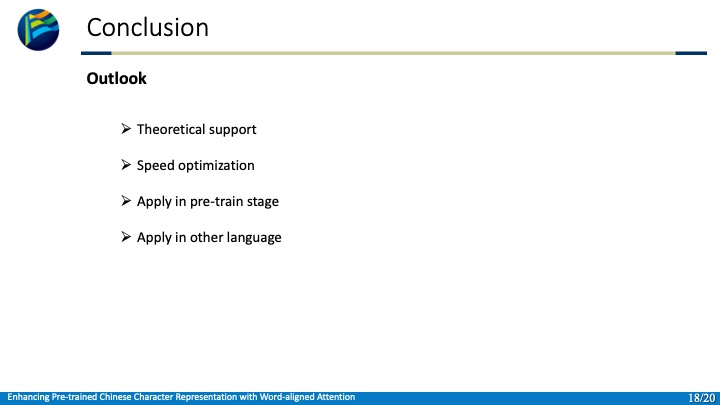 Conclusion
Outlook
➢ Theoretical support
➢ Speed optimization
➢ Apply in pre-train stage
➢ Apply in other language
Enhancing Pre-trained Chinese Character Representation with Word-aligned Attention
18/20